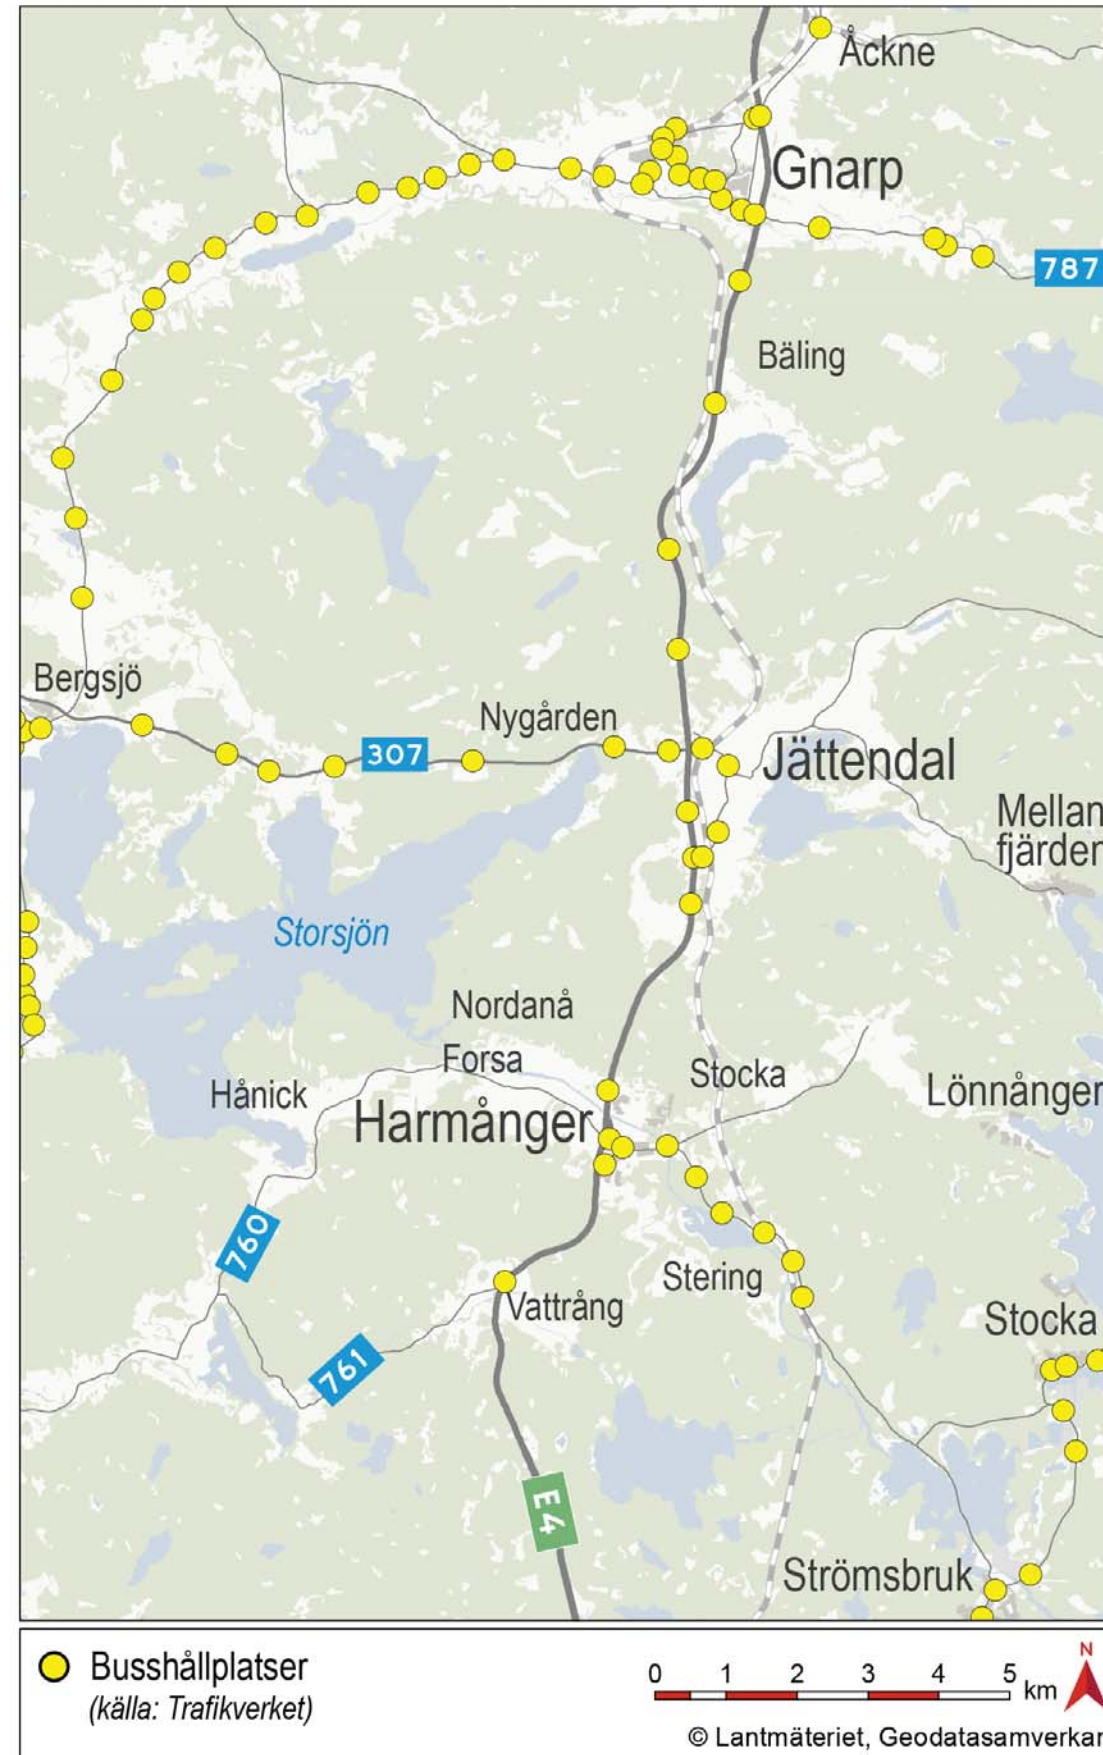 Åckne
Gnarp
787
Bäling
Bergsjö
Nygården
307
Jättendal
Mellan
fjärden
Storsjön
Nordanå
Forsa
Stocka
Hånick
Lönnånger
Harmånger
760
Stering
Vattrång
Stocka
761
E4
Strömsbruk
Busshållplatser
(källa: Trafikverket)
0 1 2 3 4 5 km
N
© Lantmäteriet, Geodatasamverkan